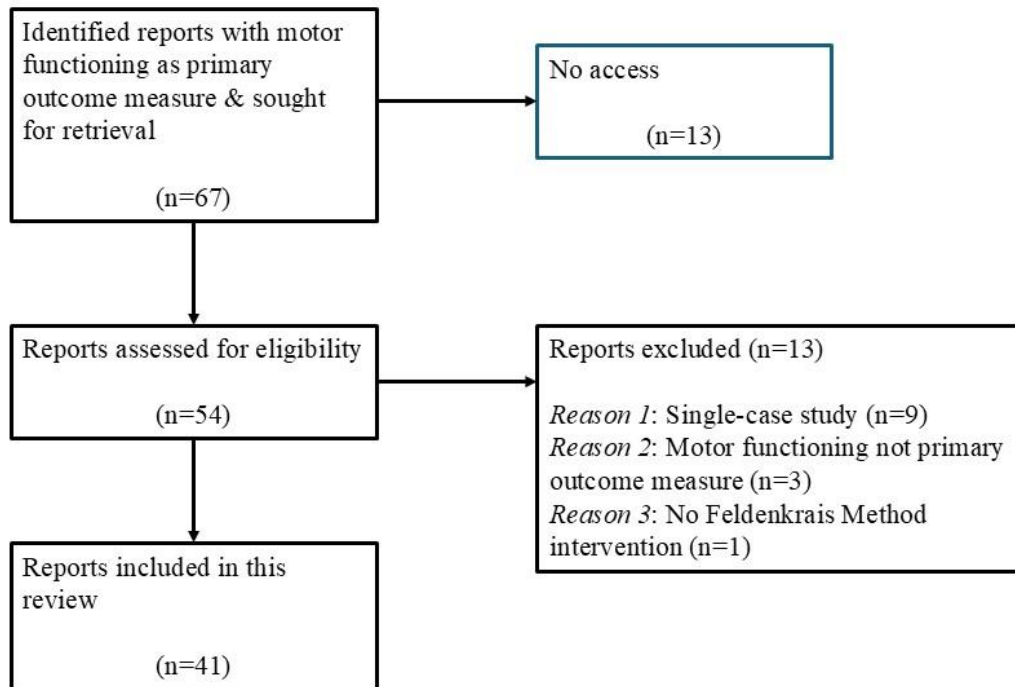 Identified reports with motor
functioning as primary
outcome measure & sought
for retrieval
(n=67)
No access
(n=13)
Reports assessed for eligibility
(n=54)
Reports excluded (n=13)
Reason 1: Single-case study (n=9)
Reason 2: Motor functioning not primary
outcome measure (n=3)
Reason 3: No Feldenkrais Method
intervention (n=1)
Reports included in this
review
(n=41)